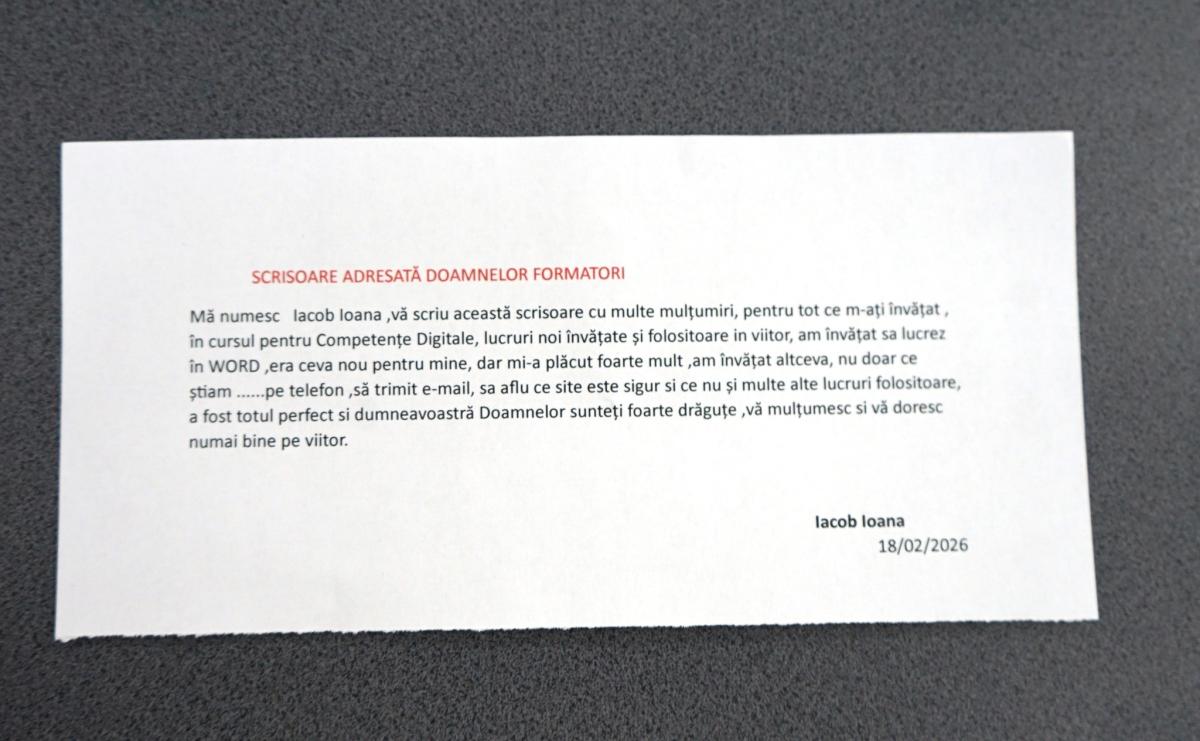 SCRISOARE ADRESATĂ DOAMNELOR FORMATORI
Mă numesc   Iacob Ioana ,vă scriu această scrisoare cu multe mulțumiri, pentru tot ce m-ați învățat ,
în cursul pentru Competențe Digitale, lucruri noi învățate și folositoare in viitor, am învățat sa lucrez
în WORD ,era ceva nou pentru mine, dar mi-a plăcut foarte mult ,am învățat altceva, nu doar ce
știam ......pe telefon ,să trimit e-mail, sa aflu ce site este sigur si ce nu și multe alte lucruri folositoare,
a fost totul perfect si dumneavoastră Doamnelor sunteți foarte drăguțe ,vă mulțumesc si vă doresc
numai bine pe viitor.
Iacob Ioana
18/02/2026